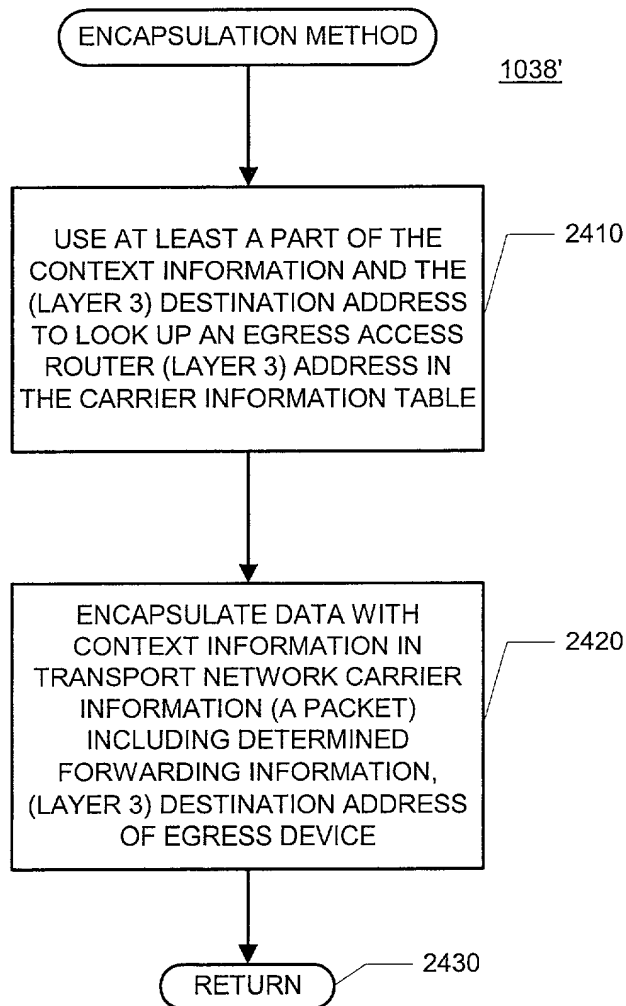 ENCAPSULATION METHOD
1038'
USE AT LEAST A PART OF THE
CONTEXT INFORMATION AND THE
(LAYER 3) DESTINATION ADDRESS
TO LOOK UP AN EGRESS ACCESS
ROUTER (LAYER 3) ADDRESS IN
THE CARRIER INFORMATION TABLE
2410
ENCAPSULATE DATA WITH
CONTEXT INFORMATION IN
TRANSPORT NETWORK CARRIER
INFORMATION (A PACKET)
INCLUDING DETERMINED
FORWARDING INFORMATION,
(LAYER 3) DESTINATION ADDRESS
OF EGRESS DEVICE
2420
RETURN
2430